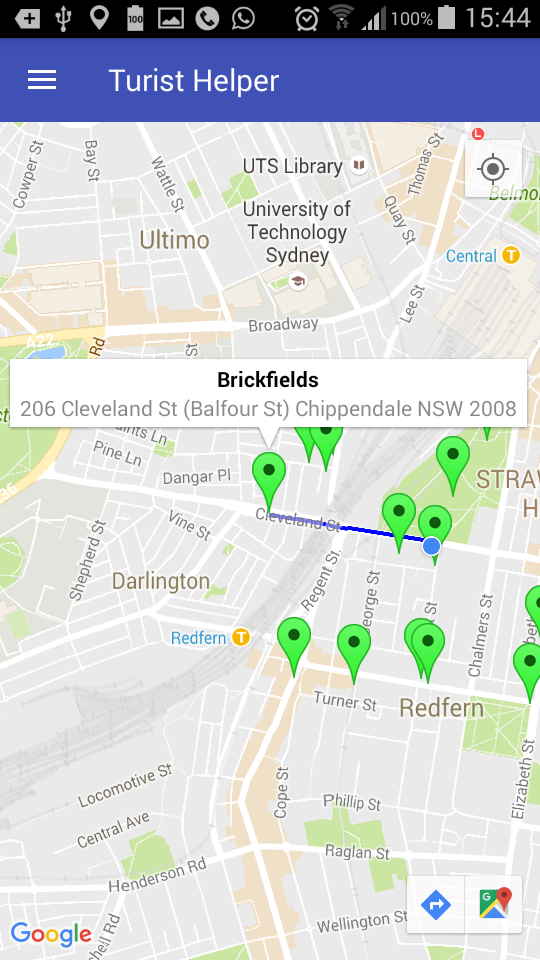 100
100%
15:44
Turist Helper
L
Cowper St
Bay St
Wattle St
UTS Library
Thomas St
Belmo
University of
Technology
Sydney
Quay St
Ultimo
Central T
Lee St
Broadway
A22
Rd
St
Brickfields
206 Cleveland St (Balfour St) Chippendale NSW 2008
ints Ln
Pine Ln
Dangar Pl
STRAW
H
36
Cleveland St
Vine St
Shepherd St
Regent St.
Darlington
George St
St
Chalmers St
Redfern T
Turner St
Redfern
Elizabeth St
Locomotive St
Cope St
Phillip St
Central Ave
Raglan St
Henderson Rd
G
Wellington St
ell Rd
Google